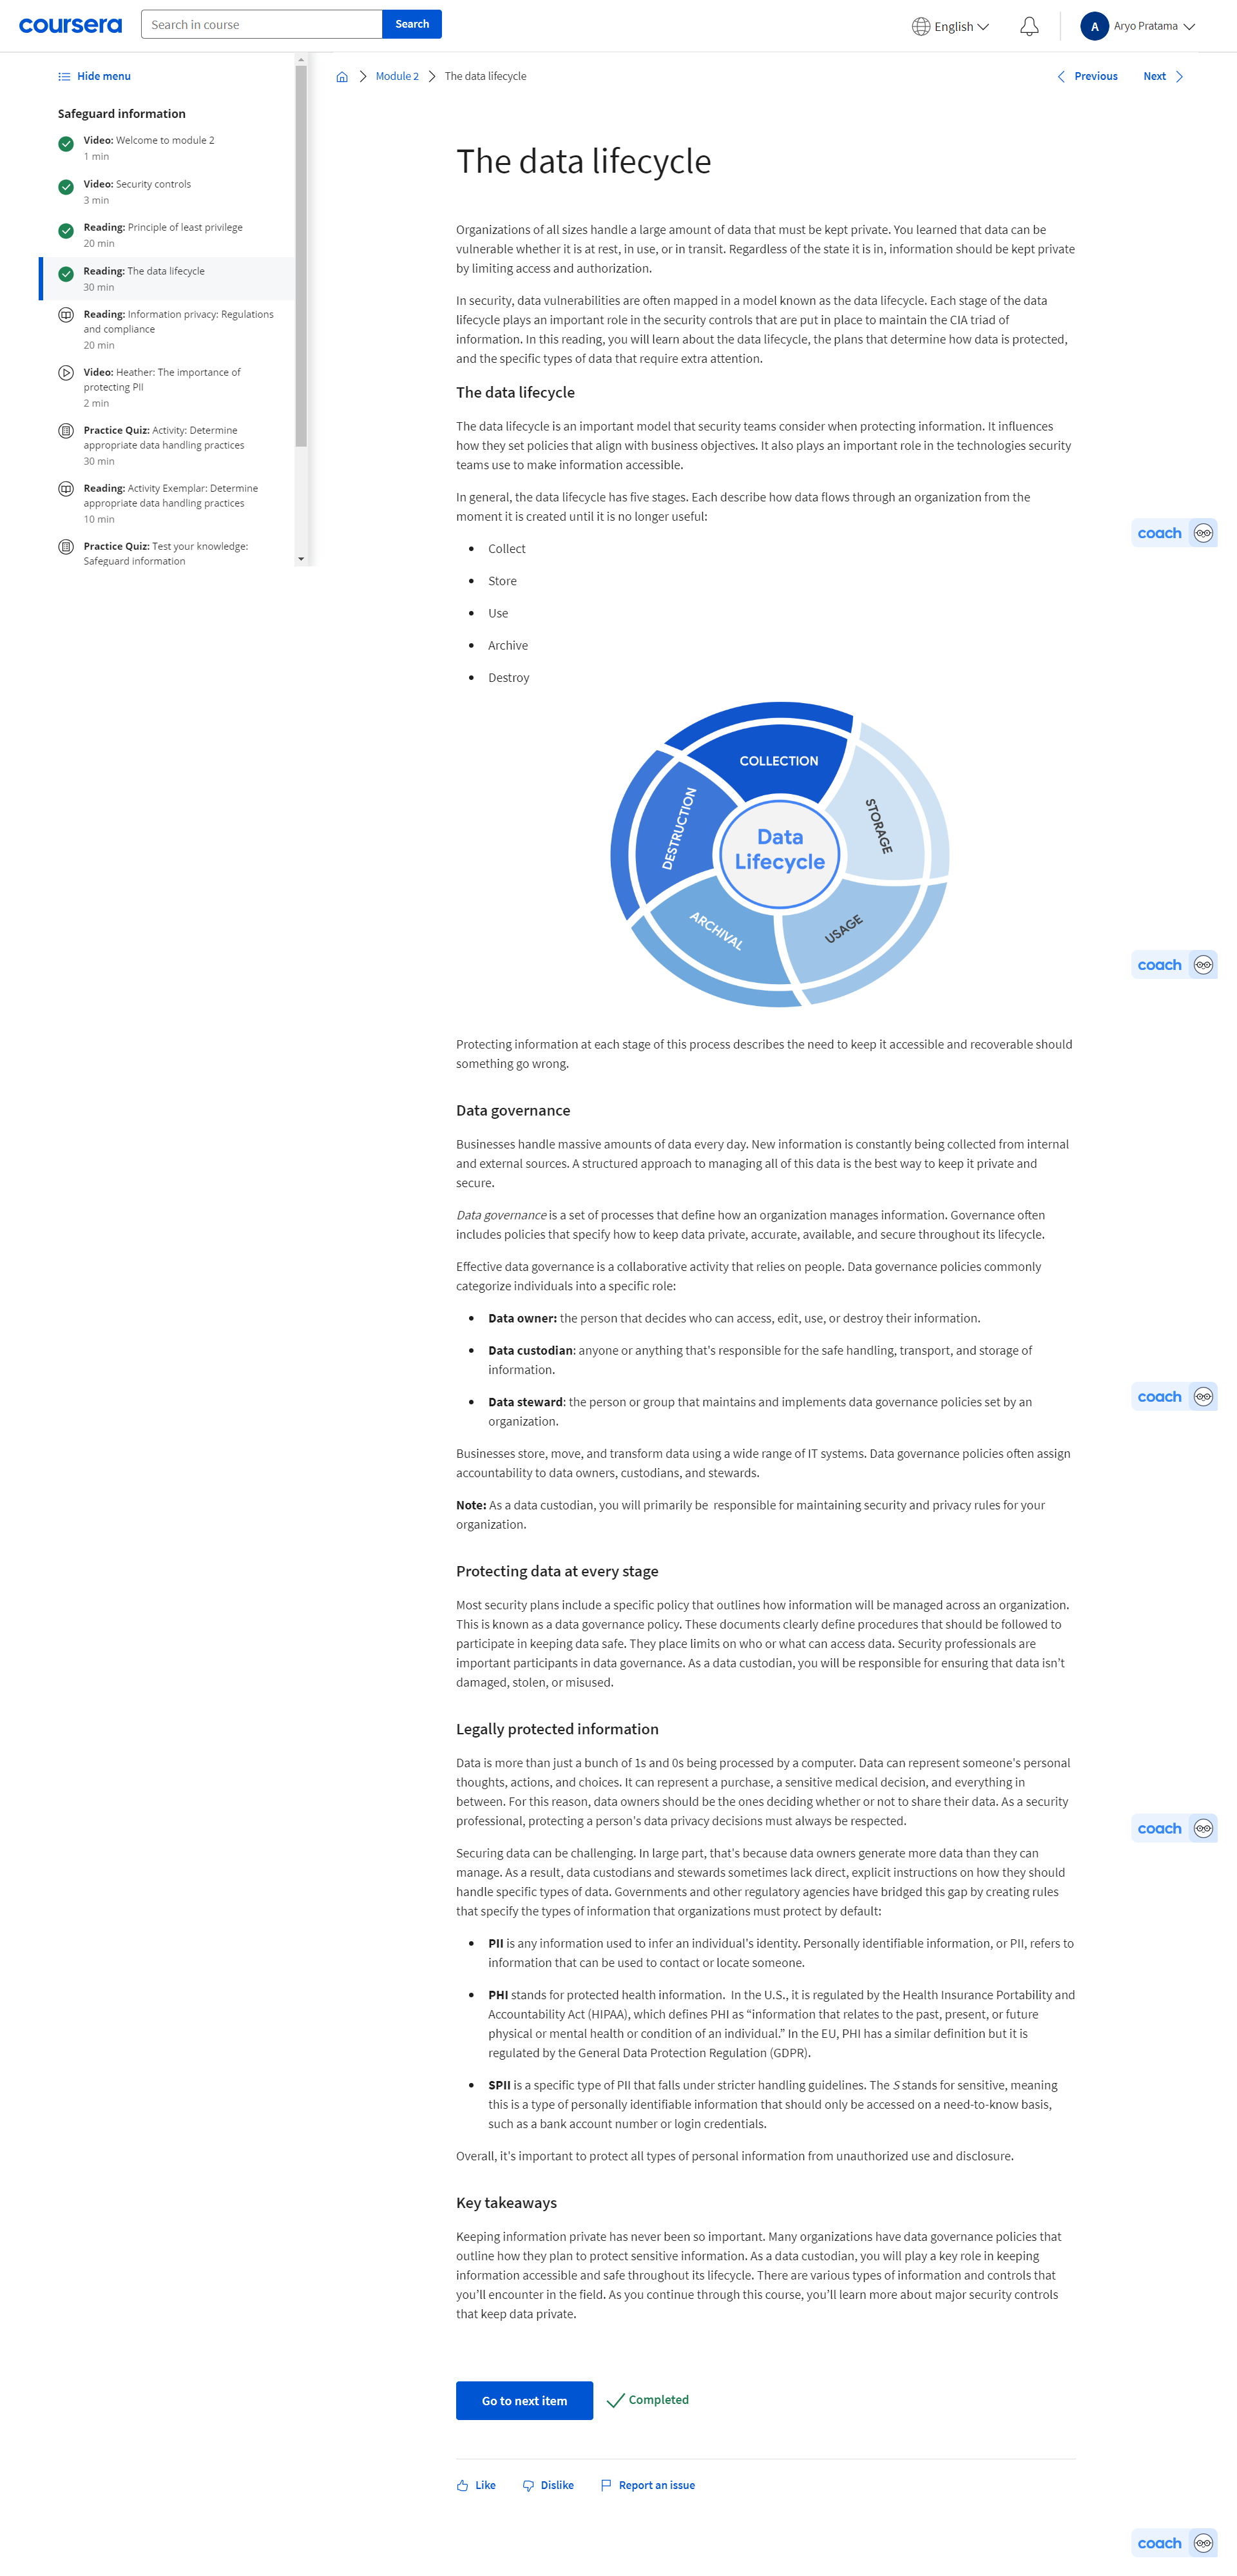 coursera
Search in course
Search
English
A
Aryo Pratama
Hide menu
Safeguard information
Video: Welcome to module 2
1 min
Video: Security controls
3 min
Reading: Principle of least privilege
20 min
Reading: The data lifecycle
30 min
Reading: Information privacy: Regulations
and compliance
20 min
Video: Heather: The importance of
protecting PII
2 min
Practice Quiz: Activity: Determine
appropriate data handling practices
30 min
Reading: Activity Exemplar: Determine
appropriate data handling practices
10 min
Practice Quiz: Test your knowledge:
Safeguard information
Module 2
The data lifecycle
Previous
Next
The data lifecycle
Organizations of all sizes handle a large amount of data that must be kept private. You learned that data can be
vulnerable whether it is at rest, in use, or in transit. Regardless of the state it is in, information should be kept private
by limiting access and authorization.
In security, data vulnerabilities are often mapped in a model known as the data lifecycle. Each stage of the data
lifecycle plays an important role in the security controls that are put in place to maintain the CIA triad of
information. In this reading, you will learn about the data lifecycle, the plans that determine how data is protected,
and the specific types of data that require extra attention.
The data lifecycle
The data lifecycle is an important model that security teams consider when protecting information. It influences
how they set policies that align with business objectives. It also plays an important role in the technologies security
teams use to make information accessible.
In general, the data lifecycle has five stages. Each describe how data flows through an organization from the
moment it is created until it is no longer useful:
coach
• Collect
• Store
• Use
• Archive
• Destroy
COLLECTION
STORAGE
USAGE
ARCHIVAL
DESTRUCTION
Data
Lifecycle
coach
Protecting information at each stage of this process describes the need to keep it accessible and recoverable should
something go wrong.
Data governance
Businesses handle massive amounts of data every day. New information is constantly being collected from internal
and external sources. A structured approach to managing all of this data is the best way to keep it private and
secure.
Data governance is a set of processes that define how an organization manages information. Governance often
includes policies that specify how to keep data private, accurate, available, and secure throughout its lifecycle.
Effective data governance is a collaborative activity that relies on people. Data governance policies commonly
categorize individuals into a specific role:
• Data owner: the person that decides who can access, edit, use, or destroy their information.
• Data custodian: anyone or anything that's responsible for the safe handling, transport, and storage of
information.
coach
• Data steward: the person or group that maintains and implements data governance policies set by an
organization.
Businesses store, move, and transform data using a wide range of IT systems. Data governance policies often assign
accountability to data owners, custodians, and stewards.
Note: As a data custodian, you will primarily be  responsible for maintaining security and privacy rules for your
organization.
Protecting data at every stage
Most security plans include a specific policy that outlines how information will be managed across an organization.
This is known as a data governance policy. These documents clearly define procedures that should be followed to
participate in keeping data safe. They place limits on who or what can access data. Security professionals are
important participants in data governance. As a data custodian, you will be responsible for ensuring that data isn’t
damaged, stolen, or misused.
Legally protected information
Data is more than just a bunch of 1s and 0s being processed by a computer. Data can represent someone's personal
thoughts, actions, and choices. It can represent a purchase, a sensitive medical decision, and everything in
between. For this reason, data owners should be the ones deciding whether or not to share their data. As a security
professional, protecting a person's data privacy decisions must always be respected.
coach
Securing data can be challenging. In large part, that's because data owners generate more data than they can
manage. As a result, data custodians and stewards sometimes lack direct, explicit instructions on how they should
handle specific types of data. Governments and other regulatory agencies have bridged this gap by creating rules
that specify the types of information that organizations must protect by default:
• PII is any information used to infer an individual's identity. Personally identifiable information, or PII, refers to
information that can be used to contact or locate someone.
• PHI stands for protected health information.  In the U.S., it is regulated by the Health Insurance Portability and
Accountability Act (HIPAA), which defines PHI as “information that relates to the past, present, or future
physical or mental health or condition of an individual.” In the EU, PHI has a similar definition but it is
regulated by the General Data Protection Regulation (GDPR).
• SPII is a specific type of PII that falls under stricter handling guidelines. The S stands for sensitive, meaning
this is a type of personally identifiable information that should only be accessed on a need-to-know basis,
such as a bank account number or login credentials.
Overall, it's important to protect all types of personal information from unauthorized use and disclosure.
Key takeaways
Keeping information private has never been so important. Many organizations have data governance policies that
outline how they plan to protect sensitive information. As a data custodian, you will play a key role in keeping
information accessible and safe throughout its lifecycle. There are various types of information and controls that
you’ll encounter in the field. As you continue through this course, you’ll learn more about major security controls
that keep data private.
Go to next item
Completed
Like
Dislike
Report an issue
coach